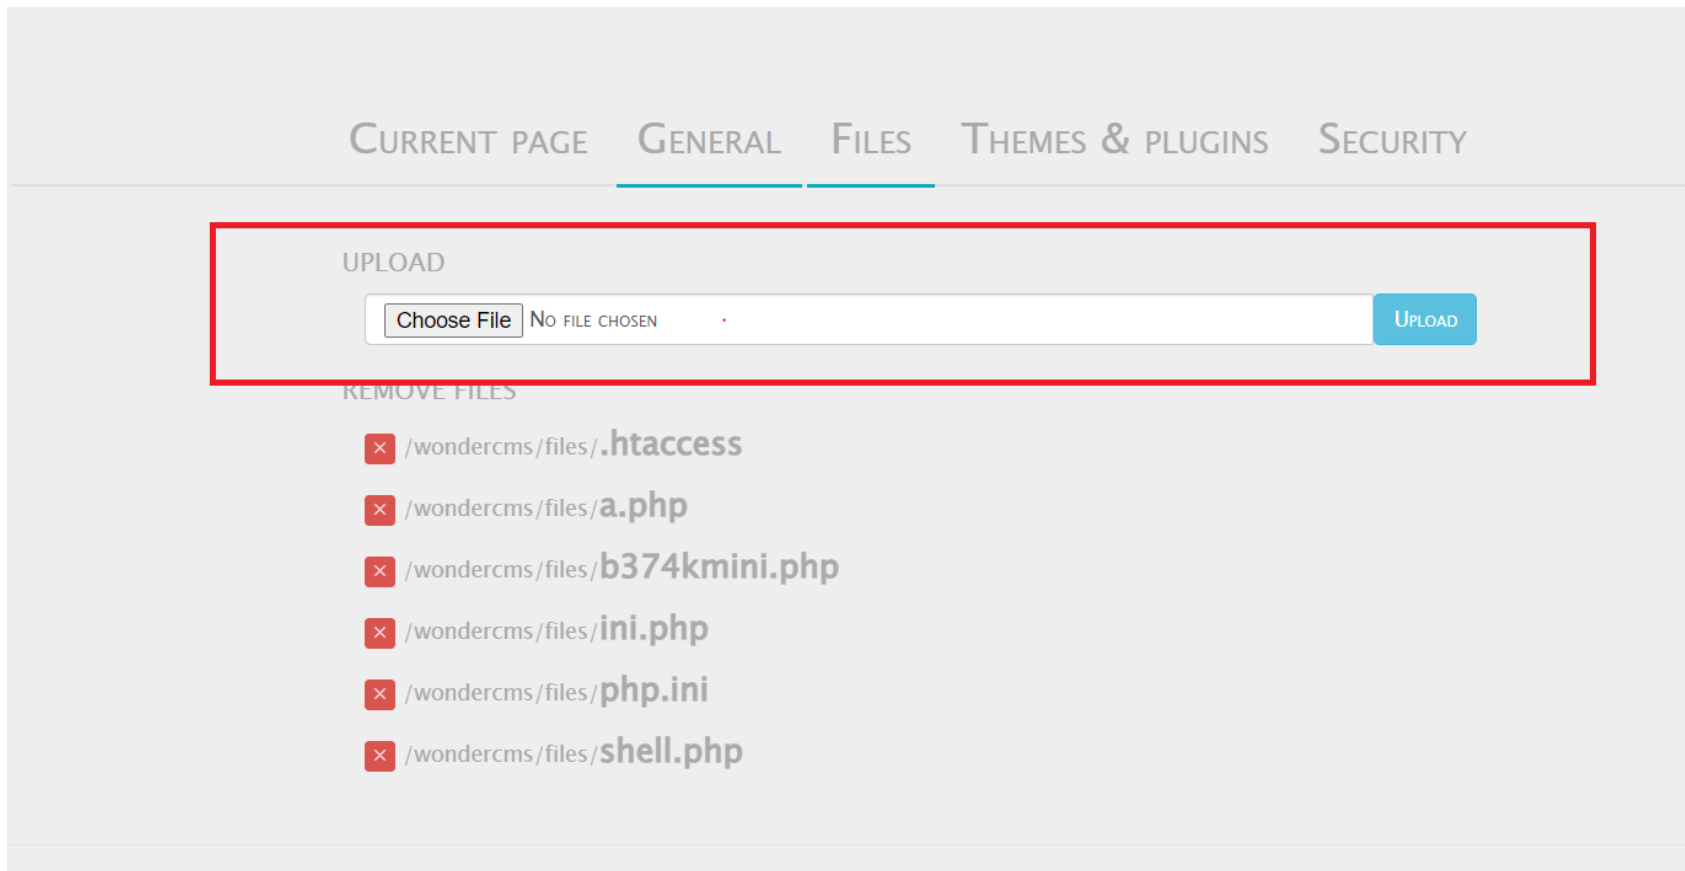 Current page General Files Themes & plugins Security
UPLOAD
Choose File No file chosen Upload
REMOVE FILES
× /wondercms/files/.htaccess
× /wondercms/files/a.php
× /wondercms/files/b374kmini.php
× /wondercms/files/ini.php
× /wondercms/files/php.ini
× /wondercms/files/shell.php